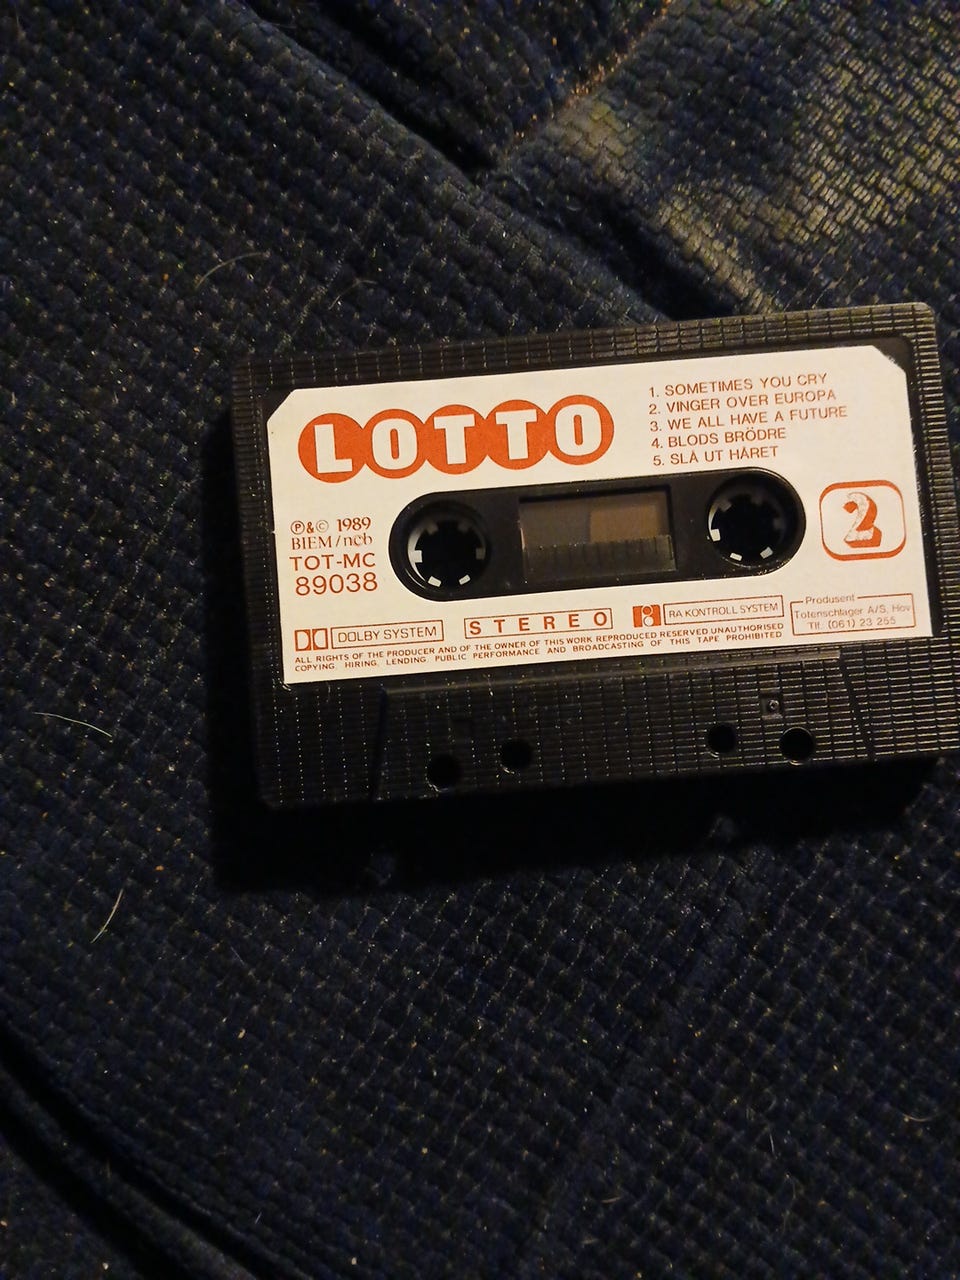 LOTTO
1. SOMETIMES YOU CRY
2. VINGER OVER EUROPA
3. WE ALL HAVE A FUTURE
4. BLODS BRÖDRE
5. SLÅ UT HÅRET
2
℗&© 1989
BIEM/ncb
TOT-MC
89038
DOLBY SYSTEM
STEREO
RA KONTROLL SYSTEM
Produsent
Totenschlager A/S, Hov
Tlf. (061) 23 255
ALL RIGHTS OF THE PRODUCER AND OF THE OWNER OF THIS WORK REPRODUCED RESERVED UNAUTHORISED
COPYING, HIRING, LENDING, PUBLIC PERFORMANCE AND BROADCASTING OF THIS TAPE PROHIBITED